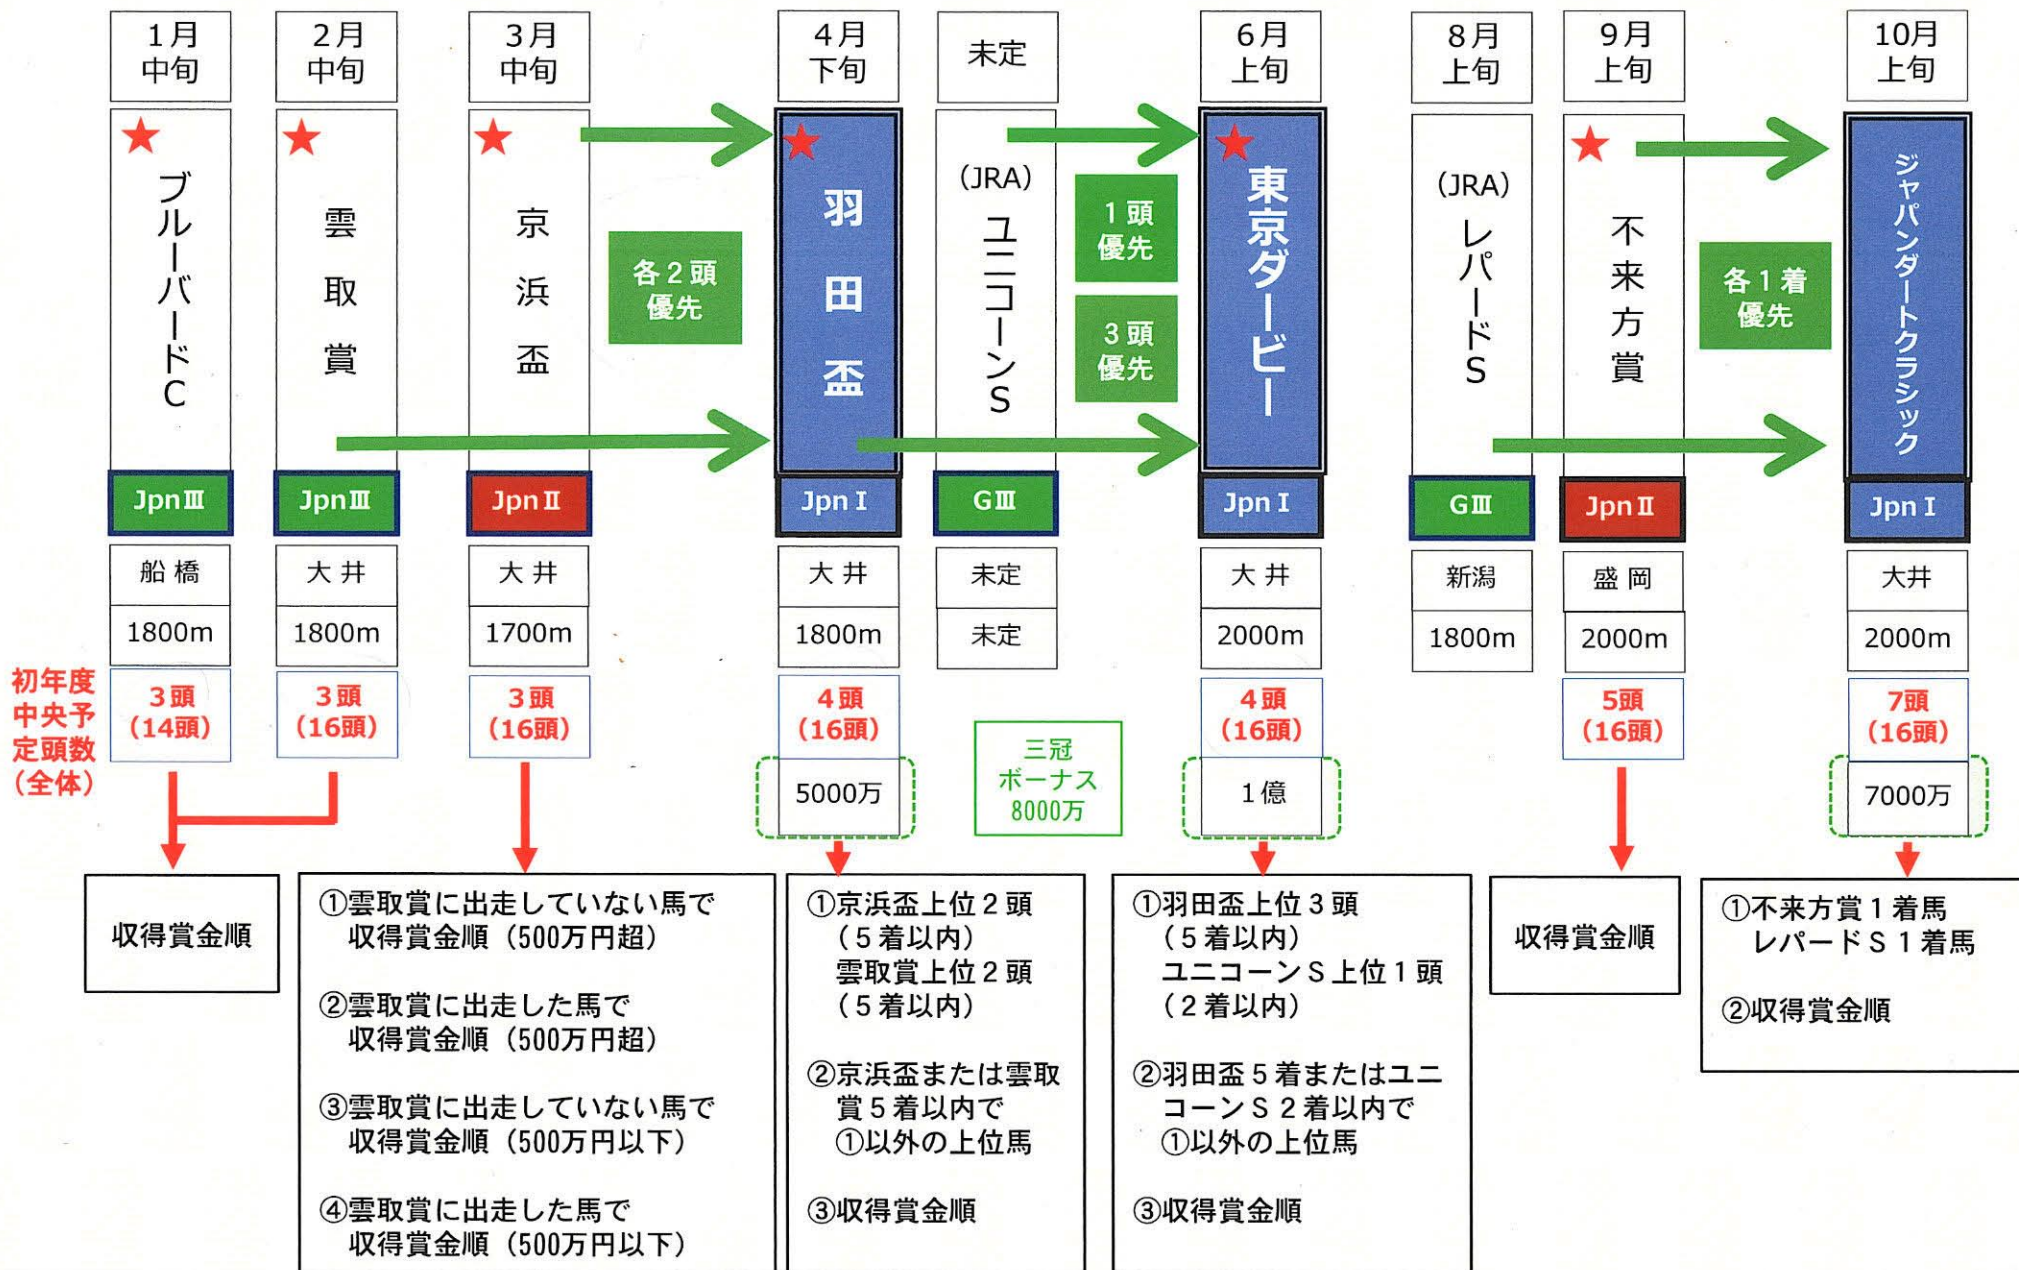 1月
中旬
2月
中旬
3月
中旬
4月
下旬
未定
6月
上旬
8月
上旬
9月
上旬
10月
上旬
★
ブルーバードC
★
雲取賞
★
京浜盃
★
羽田盃
(JRA)
ユニコーンS
★
東京ダービー
(JRA)
レパードS
★
不来方賞
ジャパンダートクラシック
各2頭
優先
1頭
優先
3頭
優先
各1着
優先
JpnⅢ
JpnⅢ
JpnⅡ
JpnⅠ
GⅢ
JpnⅠ
GⅢ
JpnⅡ
JpnⅠ
船橋
大井
大井
大井
未定
大井
新潟
盛岡
大井
1800m
1800m
1700m
1800m
未定
2000m
1800m
2000m
2000m
初年度
中央予
定頭数
(全体)
3頭
(14頭)
3頭
(16頭)
3頭
(16頭)
4頭
(16頭)
4頭
(16頭)
5頭
(16頭)
7頭
(16頭)
5000万
三冠
ボーナス
8000万
1億
7000万
収得賞金順
①雲取賞に出走していない馬で
収得賞金順(500万円超)
②雲取賞に出走した馬で
収得賞金順(500万円超)
③雲取賞に出走していない馬で
収得賞金順(500万円以下)
④雲取賞に出走した馬で
収得賞金順(500万円以下)
①京浜盃上位2頭
(5着以内)
雲取賞上位2頭
(5着以内)
②京浜盃または雲取
賞5着以内で
①以外の上位馬
③収得賞金順
①羽田盃上位3頭
(5着以内)
ユニコーンS上位1頭
(2着以内)
②羽田盃5着またはユニ
コーンS2着以内で
①以外の上位馬
③収得賞金順
収得賞金順
①不来方賞1着馬
レパードS1着馬
②収得賞金順